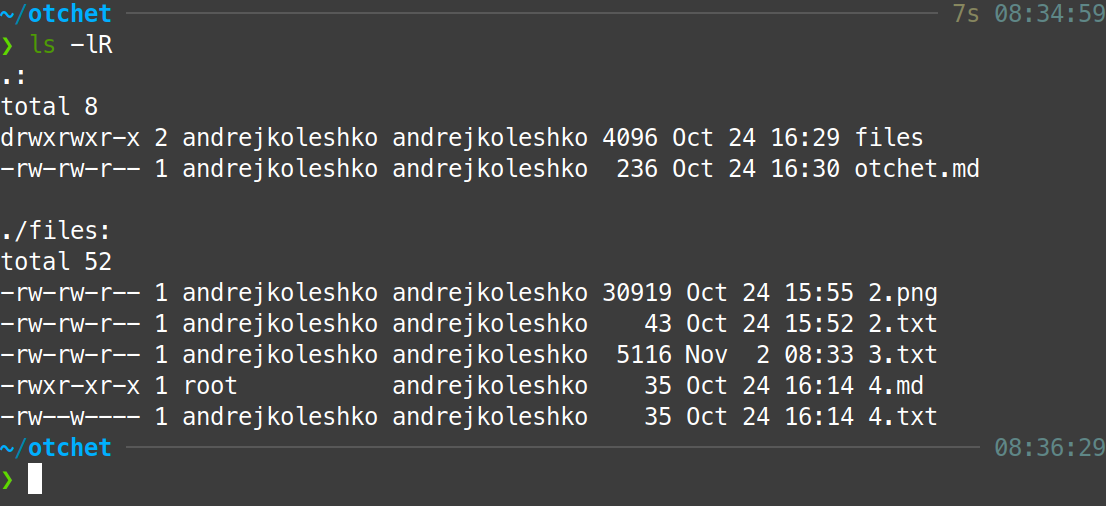 ~/otchet 7s 08:34:59
❯ ls -lR
.:
total 8
drwxrwxr-x 2 andrejkoleshko andrejkoleshko 4096 Oct 24 16:29 files
-rw-rw-r-- 1 andrejkoleshko andrejkoleshko  236 Oct 24 16:30 otchet.md

./files:
total 52
-rw-rw-r-- 1 andrejkoleshko andrejkoleshko 30919 Oct 24 15:55 2.png
-rw-rw-r-- 1 andrejkoleshko andrejkoleshko    43 Oct 24 15:52 2.txt
-rw-rw-r-- 1 andrejkoleshko andrejkoleshko  5116 Nov  2 08:33 3.txt
-rwxr-xr-x 1 root           andrejkoleshko    35 Oct 24 16:14 4.md
-rw--w---- 1 andrejkoleshko andrejkoleshko    35 Oct 24 16:14 4.txt
~/otchet 08:36:29
❯